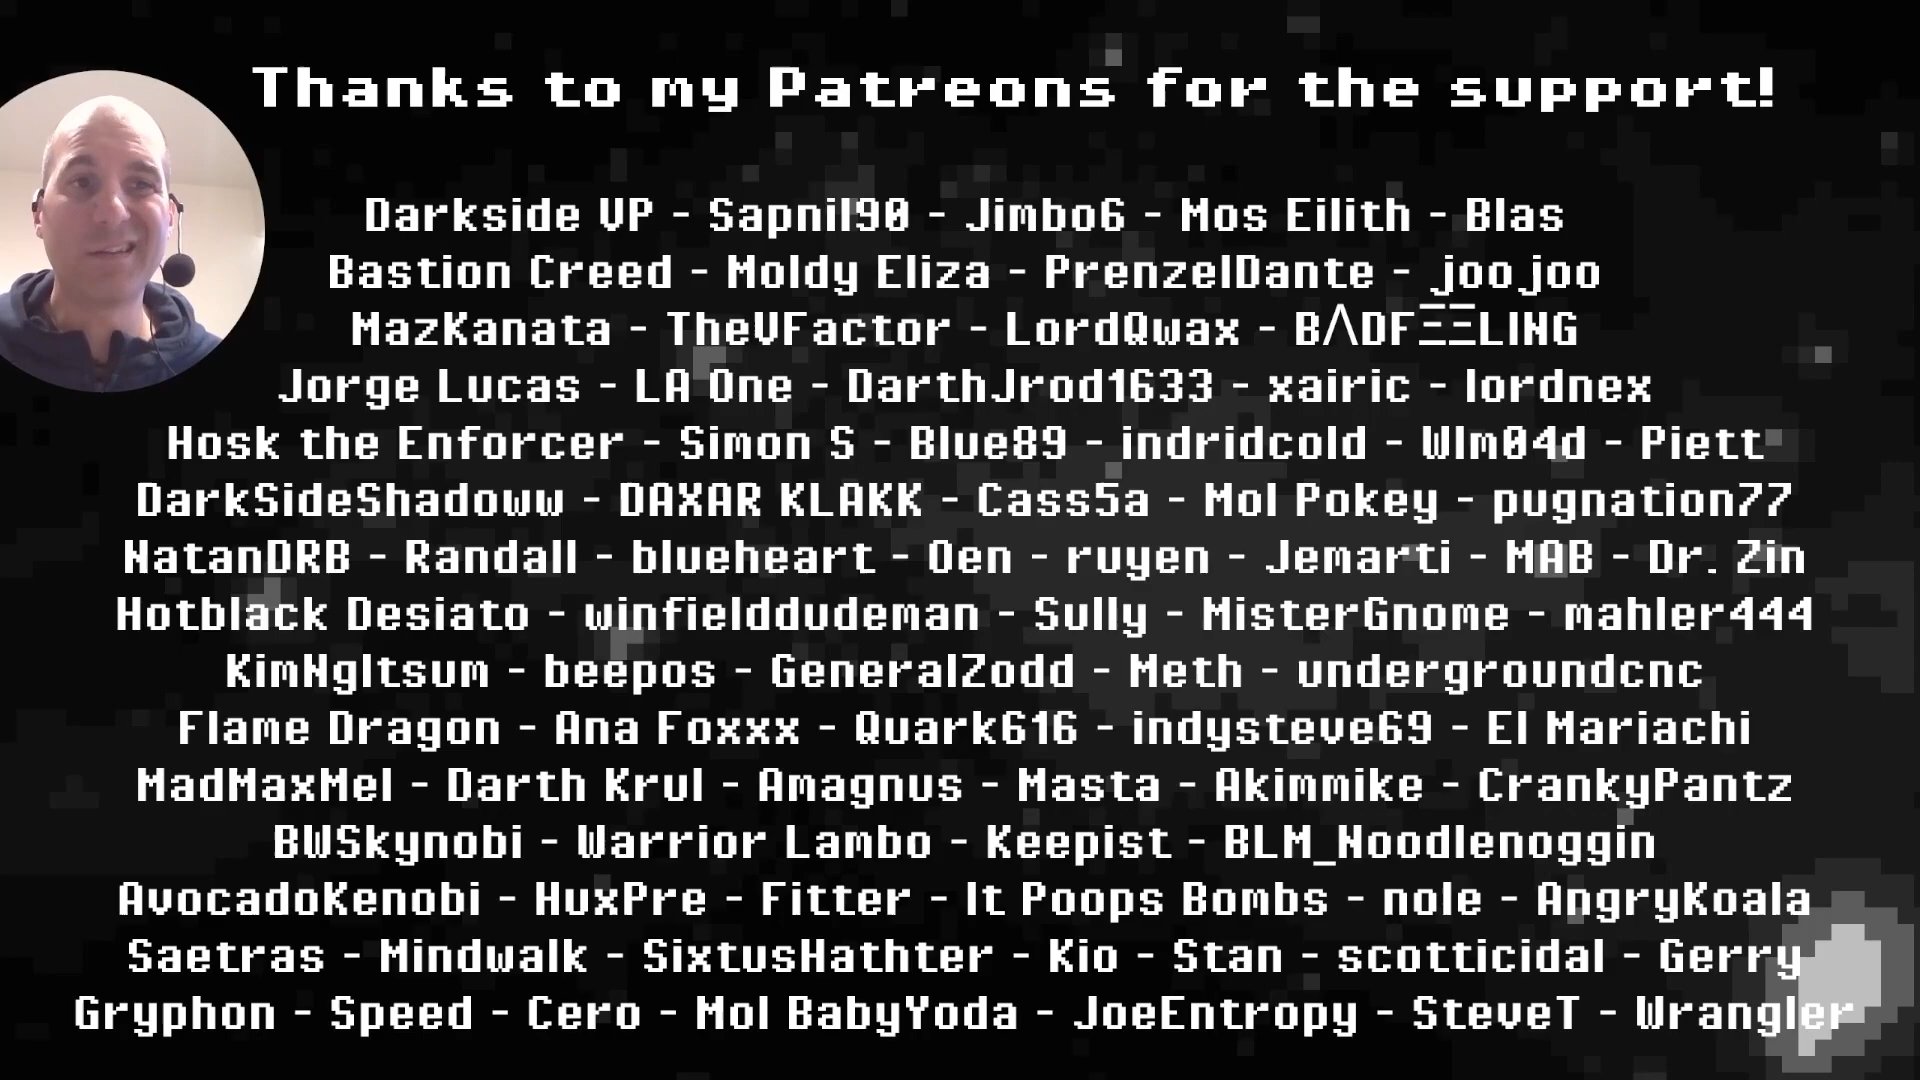 Thanks to my Patreons for the support!
Darkside VP - Sapnil90 - Jimbo6 - Mos Eilith - Blas
Bastion Creed - Moldy Eliza - PrenzelDante - joojoo
MazKanata - TheVFactor - LordQwax - BΛDFΞΞLING
Jorge Lucas - LA One - DarthJrod1633 - xairic - lordnex
Hosk the Enforcer - Simon S - Blue89 - indridcold - Wlm04d - Piett
DarkSideShadoww - DAXAR KLAKK - Cass5a - Mol Pokey - pugnation77
NatanDRB - Randall - blueheart - Oen - ruyen - Jemarti - MAB - Dr. Zin
Hotblack Desiato - winfielddudeman - Sully - MisterGnome - mahler444
KimNgltsum - beepos - GeneralZodd - Meth - undergroundcnc
Flame Dragon - Ana Foxxx - Quark616 - indysteve69 - El Mariachi
MadMaxMel - Darth Krul - Amagnus - Masta - Akimmike - CrankyPantz
BWSkynobi - Warrior Lambo - Keepist - BLM_Noodlenoggin
AvocadoKenobi - HuxPre - Fitter - It Poops Bombs - nole - AngryKoala
Saetras - Mindwalk - SixtusHathter - Kio - Stan - scotticidal - Gerry
Gryphon - Speed - Cero - Mol BabyYoda - JoeEntropy - SteveT - Wrangler